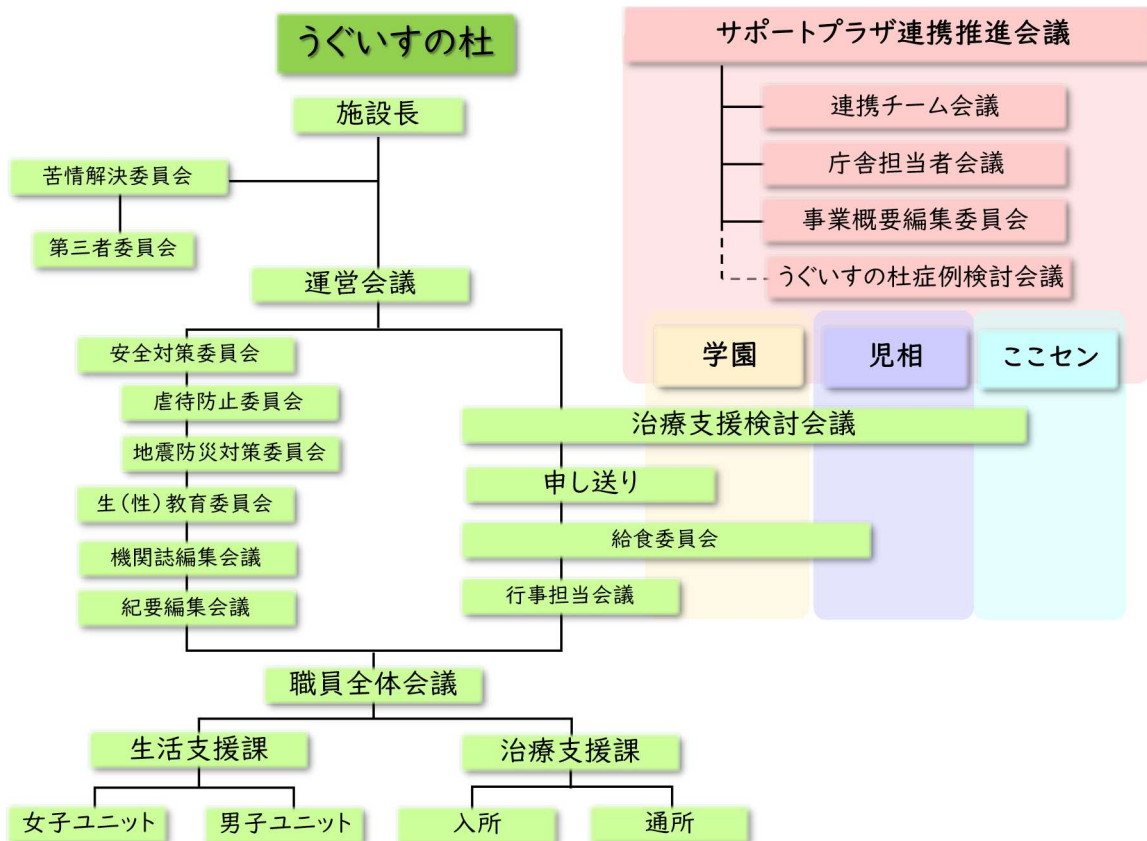 うぐいすの杜
施設長
苦情解決委員会
第三者委員会
運営会議
安全対策委員会
虐待防止委員会
地震防災対策委員会
生(性)教育委員会
機関誌編集会議
紀要編集会議
サポートプラザ連携推進会議
連携チーム会議
庁舎担当者会議
事業概要編集委員会
うぐいすの杜症例検討会議
学園
児相
ここセン
治療支援検討会議
申し送り
給食委員会
行事担当会議
職員全体会議
生活支援課
治療支援課
女子ユニット
男子ユニット
入所
通所